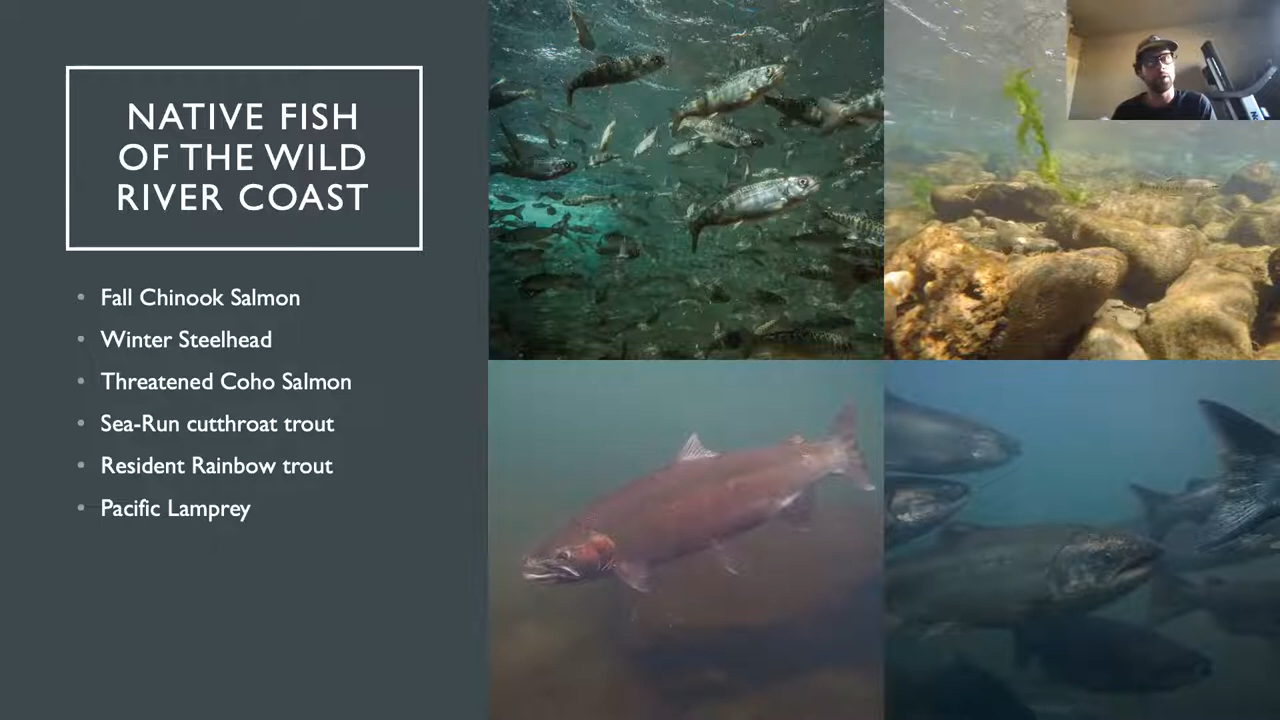 NATIVE FISH
OF THE WILD
RIVER COAST
• Fall Chinook Salmon
• Winter Steelhead
• Threatened Coho Salmon
• Sea-Run cutthroat trout
• Resident Rainbow trout
• Pacific Lamprey